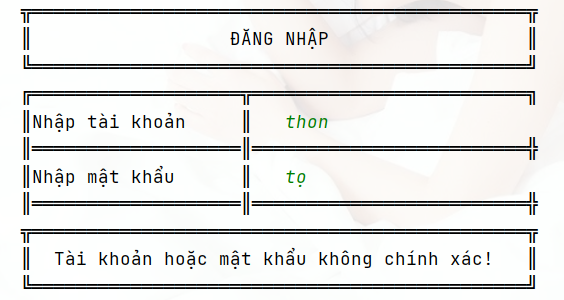 ĐĂNG NHẬP
Nhập tài khoản thon
Nhập mật khẩu tọ
Tài khoản hoặc mật khẩu không chính xác!